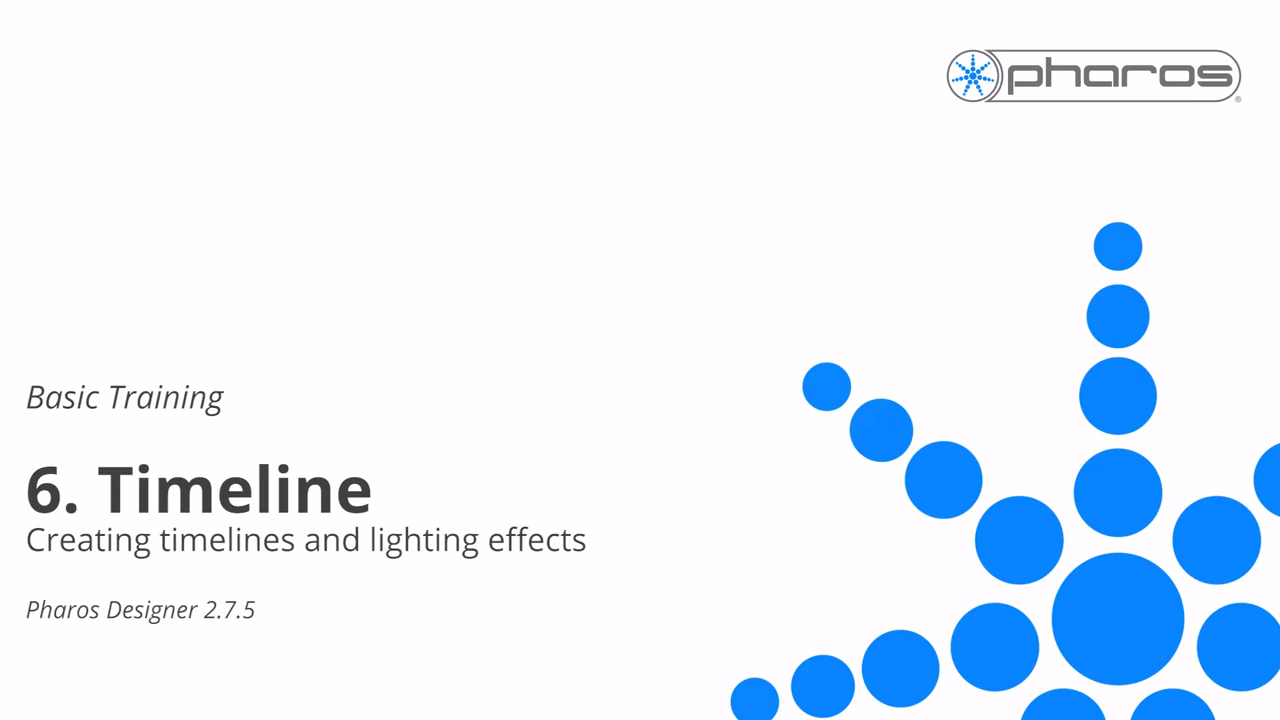 pharos®
Basic Training
6. Timeline
Creating timelines and lighting effects
Pharos Designer 2.7.5